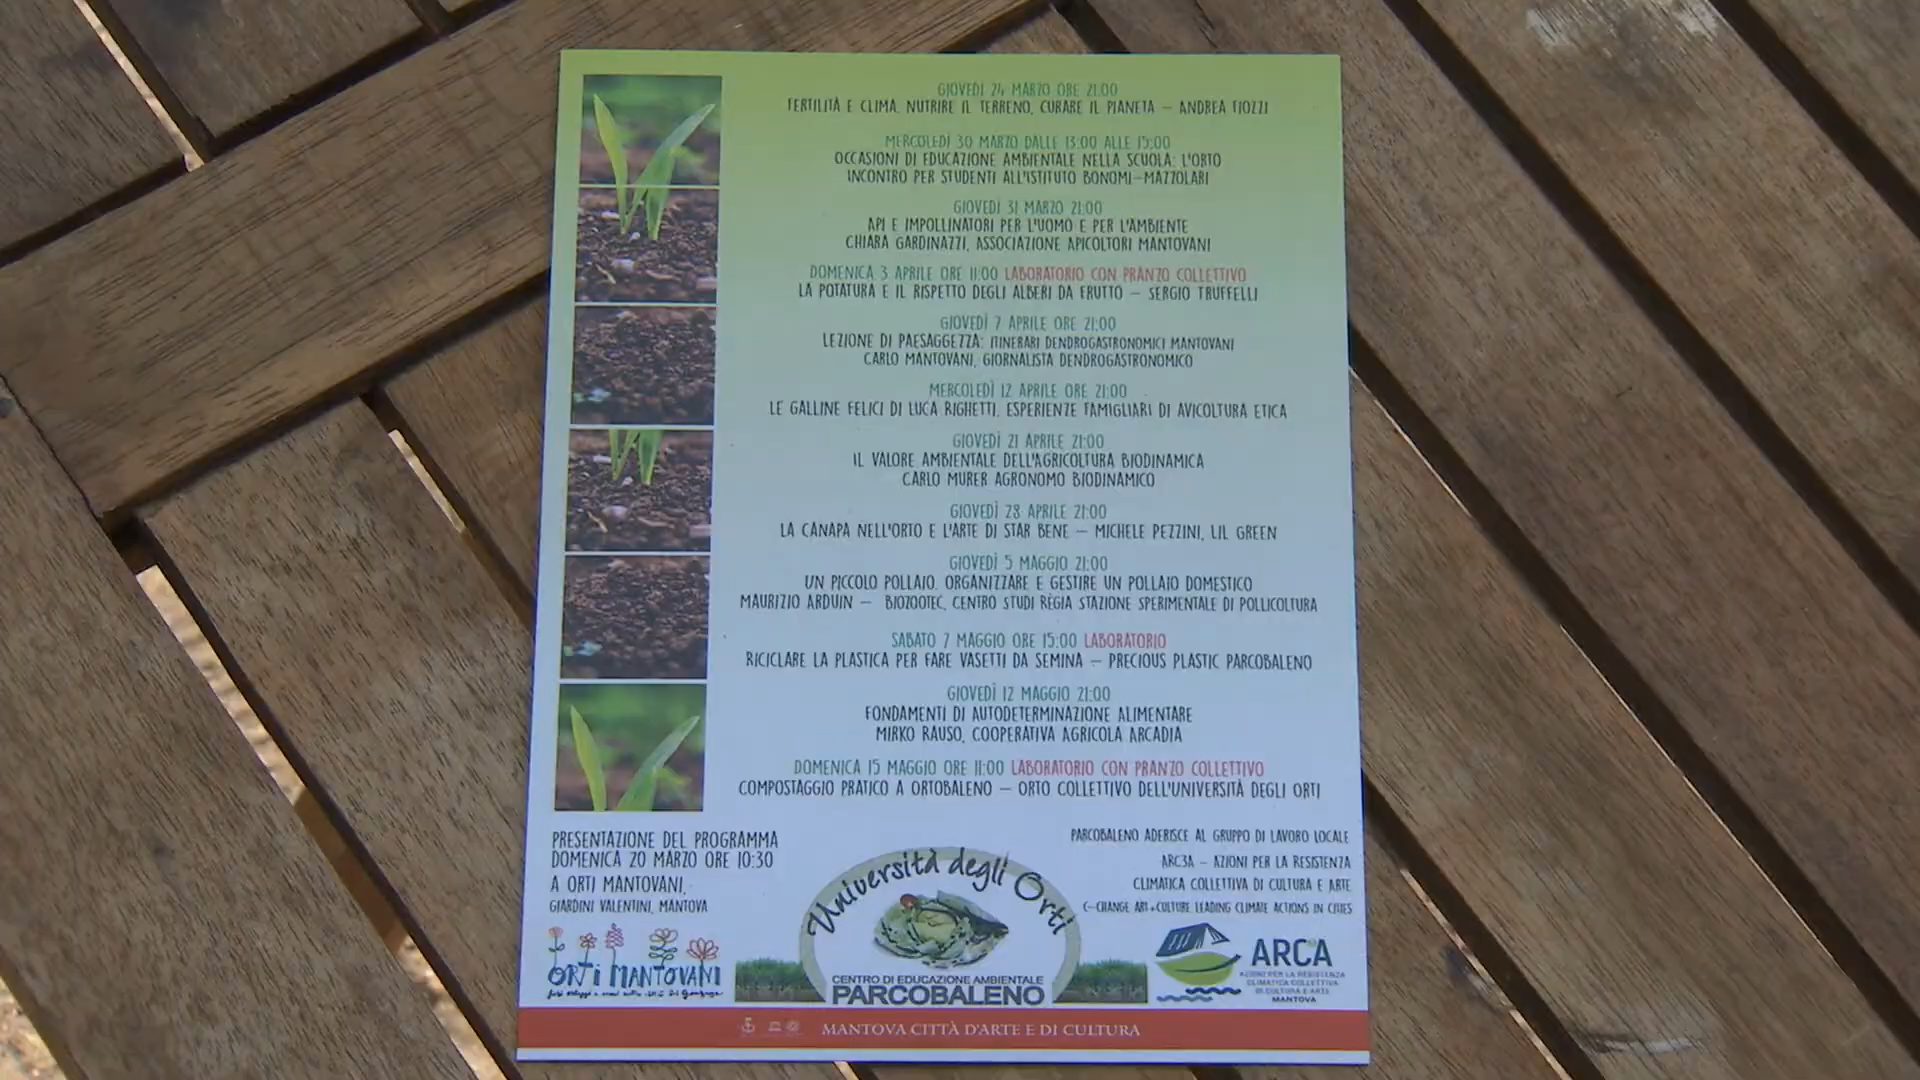 GIOVEDÌ 24 MARZO ORE 21:00
FERTILITÀ E CLIMA. NUTRIRE IL TERRENO, CURARE IL PIANETA – ANDREA FIOZZI
MERCOLEDÌ 30 MARZO DALLE 13:00 ALLE 15:00
OCCASIONI DI EDUCAZIONE AMBIENTALE NELLA SCUOLA: L'ORTO
INCONTRO PER STUDENTI ALL'ISTITUTO BONOMI-MAZZOLARI
GIOVEDÌ 31 MARZO 21:00
API E IMPOLLINATORI PER L'UOMO E PER L'AMBIENTE
CHIARA GARDINAZZI, ASSOCIAZIONE APICOLTORI MANTOVANI
DOMENICA 3 APRILE ORE 11:00 LABORATORIO CON PRANZO COLLETTIVO
LA POTATURA E IL RISPETTO DEGLI ALBERI DA FRUTTO – SERGIO TRUFFELLI
GIOVEDÌ 7 APRILE ORE 21:00
LEZIONE DI PAESAGGEZZA: ITINERARI DENDROGASTRONOMICI MANTOVANI
CARLO MANTOVANI, GIORNALISTA DENDROGASTRONOMICO
MERCOLEDÌ 12 APRILE ORE 21:00
LE GALLINE FELICI DI LUCA RIGHETTI. ESPERIENZE FAMIGLIARI DI AVICOLTURA ETICA
GIOVEDÌ 21 APRILE 21:00
IL VALORE AMBIENTALE DELL'AGRICOLTURA BIODINAMICA
CARLO MURER AGRONOMO BIODINAMICO
GIOVEDÌ 28 APRILE 21:00
LA CANAPA NELL'ORTO E L'ARTE DI STAR BENE – MICHELE PEZZINI, LIL GREEN
GIOVEDÌ 5 MAGGIO 21:00
UN PICCOLO POLLAIO. ORGANIZZARE E GESTIRE UN POLLAIO DOMESTICO
MAURIZIO ARDUIN – BIOZOOTEC, CENTRO STUDI REGIA STAZIONE SPERIMENTALE DI POLLICOLTURA
SABATO 7 MAGGIO ORE 15:00 LABORATORIO
RICICLARE LA PLASTICA PER FARE VASETTI DA SEMINA – PRECIOUS PLASTIC PARCOBALENO
GIOVEDÌ 12 MAGGIO 21:00
FONDAMENTI DI AUTODETERMINAZIONE ALIMENTARE
MIRKO RAUSO, COOPERATIVA AGRICOLA ARCADIA
DOMENICA 15 MAGGIO ORE 11:00 LABORATORIO CON PRANZO COLLETTIVO
COMPOSTAGGIO PRATICO A ORTOBALENO – ORTO COLLETTIVO DELL'UNIVERSITÀ DEGLI ORTI
PRESENTAZIONE DEL PROGRAMMA
DOMENICA 20 MARZO ORE 10:30
A ORTI MANTOVANI,
GIARDINI VALENTINI, MANTOVA
ORTI MANTOVANI
Università degli Orti
CENTRO DI EDUCAZIONE AMBIENTALE
PARCOBALENO
PARCOBALENO ADERISCE AL GRUPPO DI LAVORO LOCALE
ARC3A – AZIONI PER LA RESISTENZA
CLIMATICA COLLETTIVA DI CULTURA E ARTE
C-CHANGE ART+CULTURE LEADING CLIMATE ACTIONS IN CITIES
ARCA
AZIONI PER LA RESISTENZA
CLIMATICA COLLETTIVA
DI CULTURA E ARTE
MANTOVA
MANTOVA CITTÀ D'ARTE E DI CULTURA